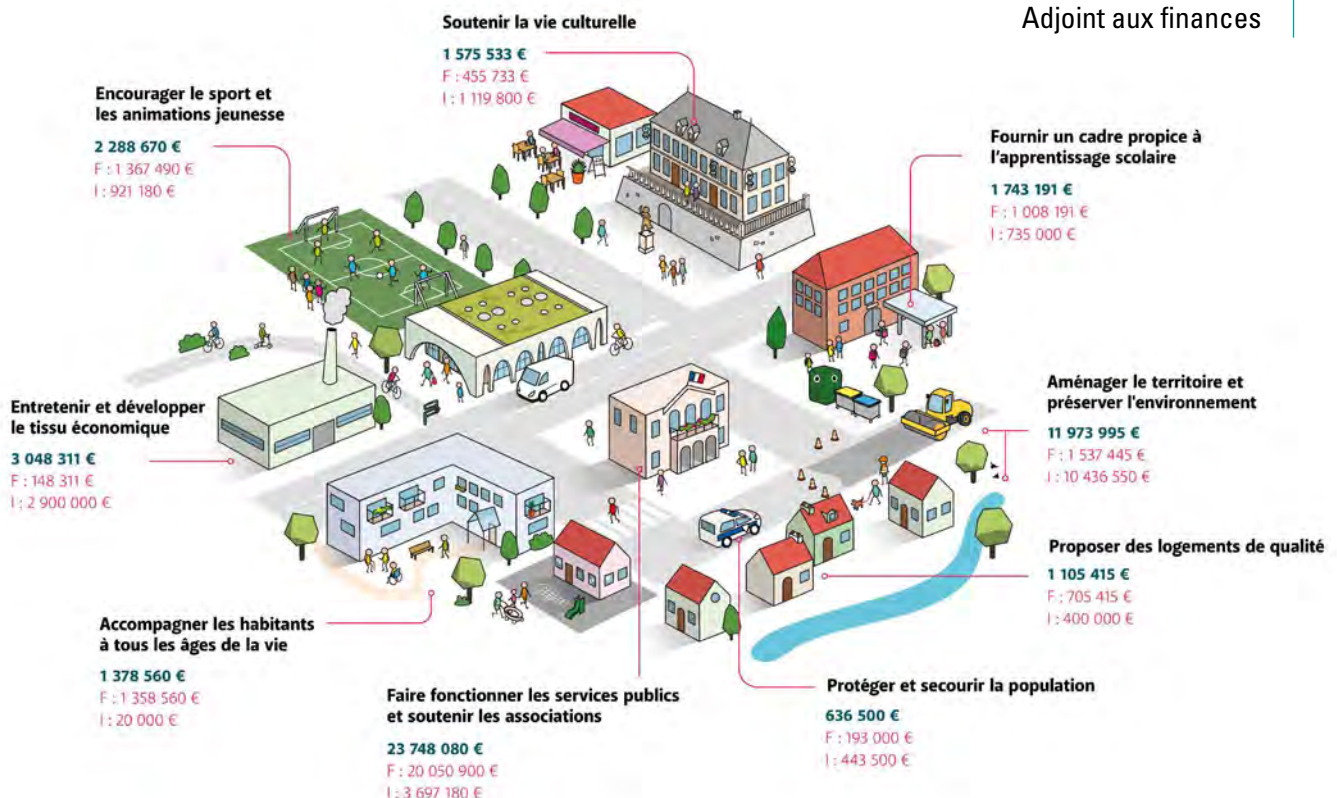 Adjoint aux finances
Soutenir la vie culturelle
1 575 533 €
F : 455 733 €
I : 1 119 800 €
Encourager le sport et
les animations jeunesse
2 288 670 €
F : 1 367 490 €
I : 921 180 €
Fournir un cadre propice à
l'apprentissage scolaire
1 743 191 €
F : 1 008 191 €
I : 735 000 €
Entretenir et développer
le tissu économique
3 048 311 €
F : 148 311 €
I : 2 900 000 €
Aménager le territoire et
préserver l'environnement
11 973 995 €
F : 1 537 445 €
I : 10 436 550 €
Proposer des logements de qualité
1 105 415 €
F : 705 415 €
I : 400 000 €
Accompagner les habitants
à tous les âges de la vie
1 378 560 €
F : 1 358 560 €
I : 20 000 €
Faire fonctionner les services publics
et soutenir les associations
23 748 080 €
F : 20 050 900 €
I : 3 697 180 €
Protéger et secourir la population
636 500 €
F : 193 000 €
I : 443 500 €